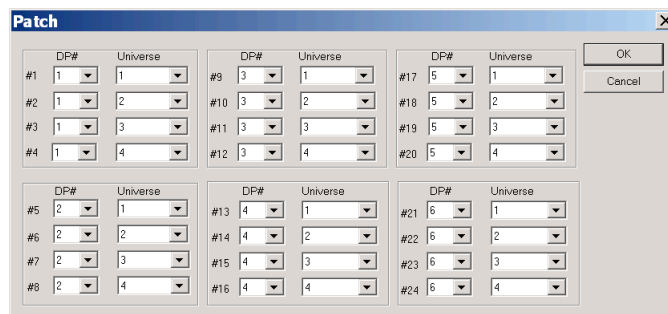 Patch
DP# Universe DP# Universe DP# Universe OK
#1 1 1 #9 3 1 #17 5 1 Cancel
#2 1 2 #10 3 2 #18 5 2
#3 1 3 #11 3 3 #19 5 3
#4 1 4 #12 3 4 #20 5 4
DP# Universe DP# Universe DP# Universe
#5 2 1 #13 4 1 #21 6 1
#6 2 2 #14 4 2 #22 6 2
#7 2 3 #15 4 3 #23 6 3
#8 2 4 #16 4 4 #24 6 4